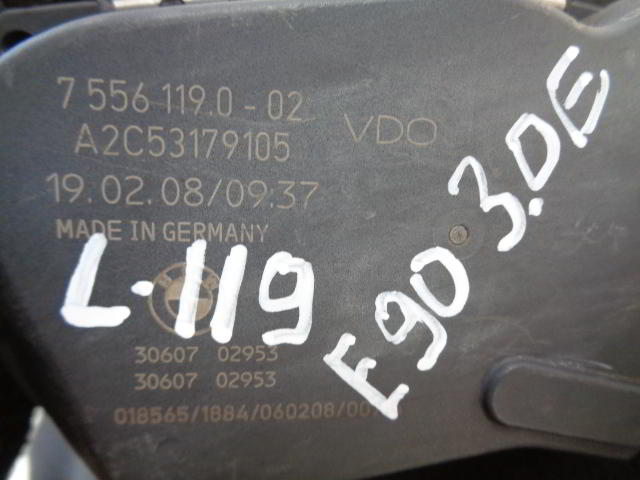 7 556 119.0 - 02
A2C53179105
VDO
19.02.08/09:37
MADE IN GERMANY
L-119
E90 3.0E
30607 02953
30607 02953
018565/1884/060208/00